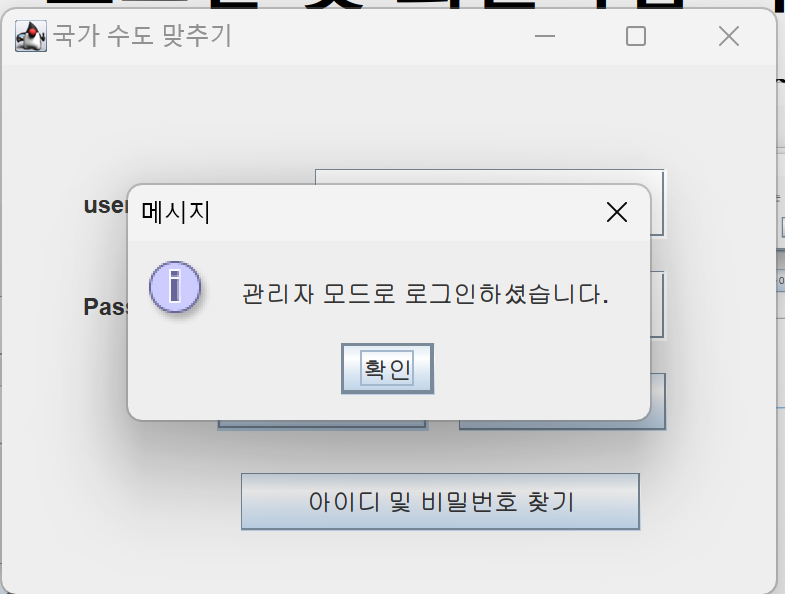 국가 수도 맞추기
user
메시지
관리자 모드로 로그인하셨습니다.
Pass
확인
아이디 및 비밀번호 찾기